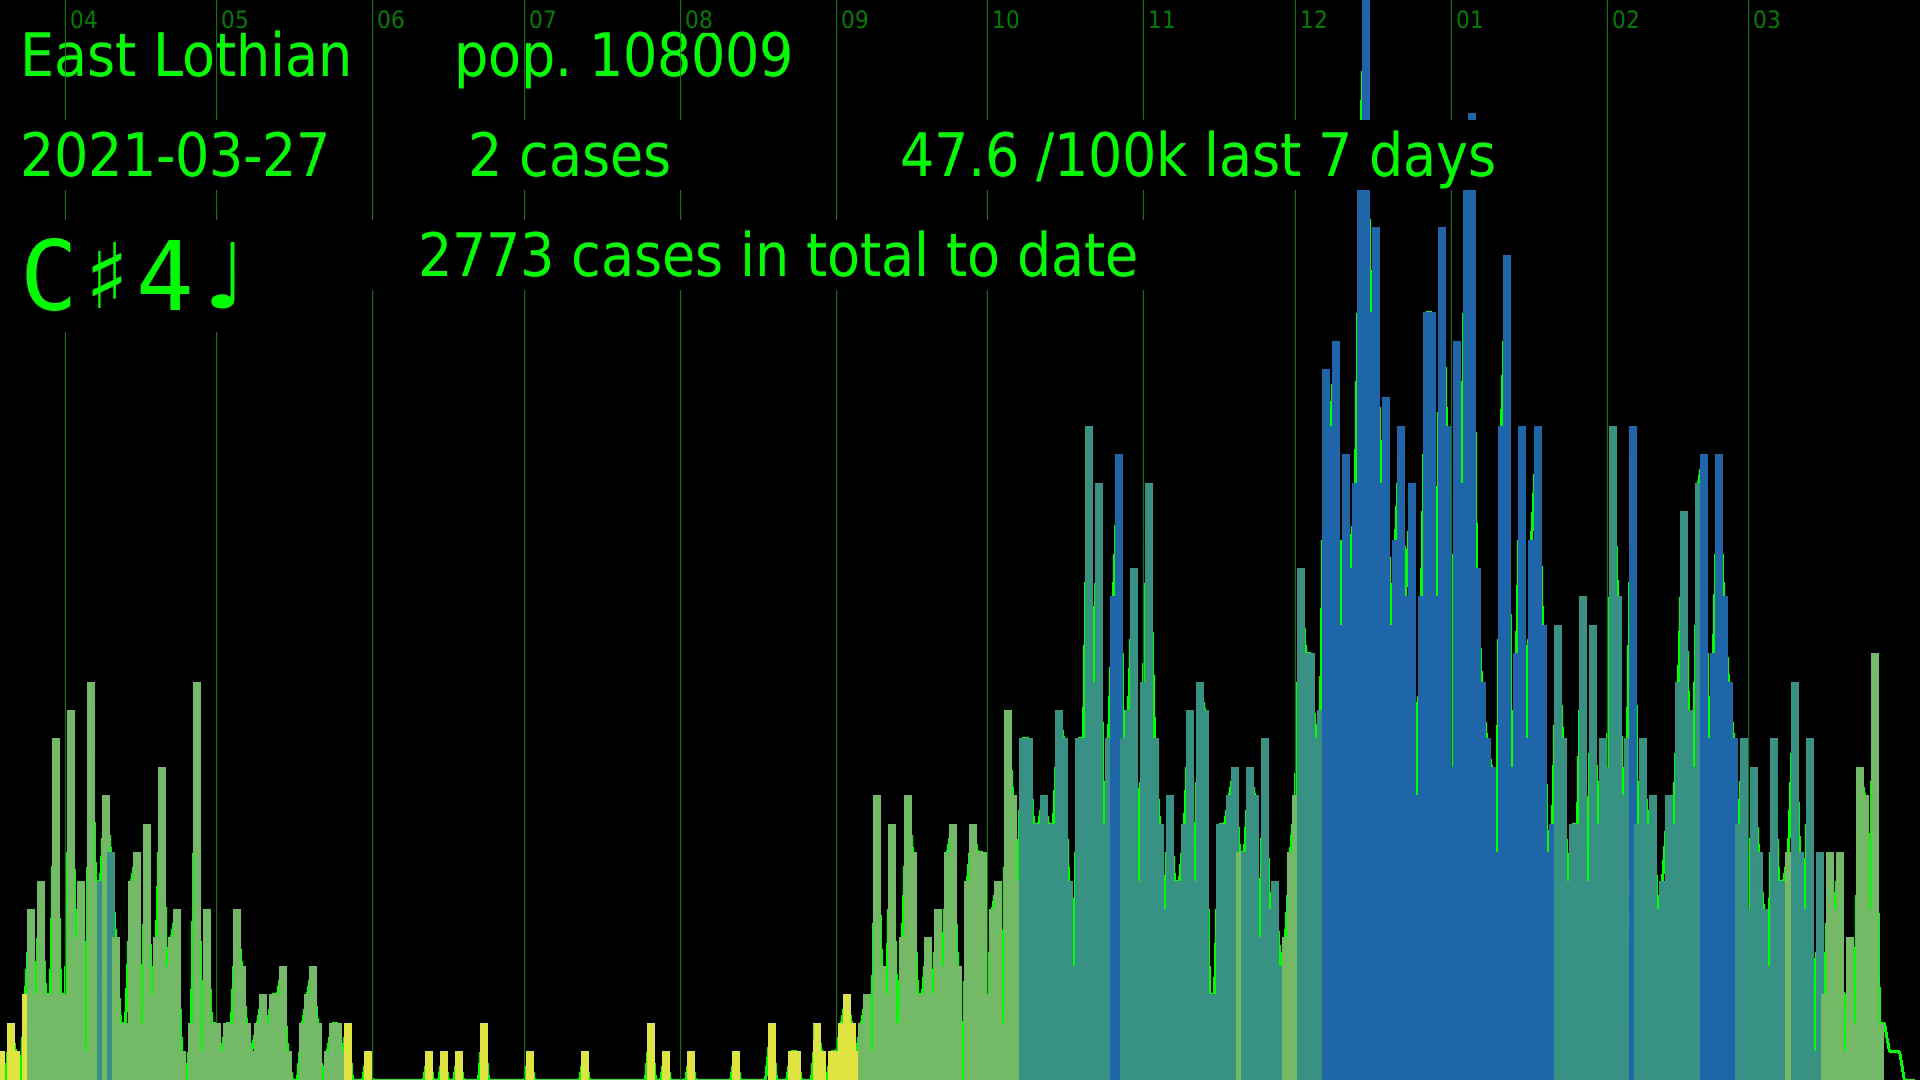 04 05 06 07 08 09 10 11 12 01 02 03
East Lothian pop. 108009
2021-03-27 2 cases 47.6 /100k last 7 days
C♯4♩ 2773 cases in total to date